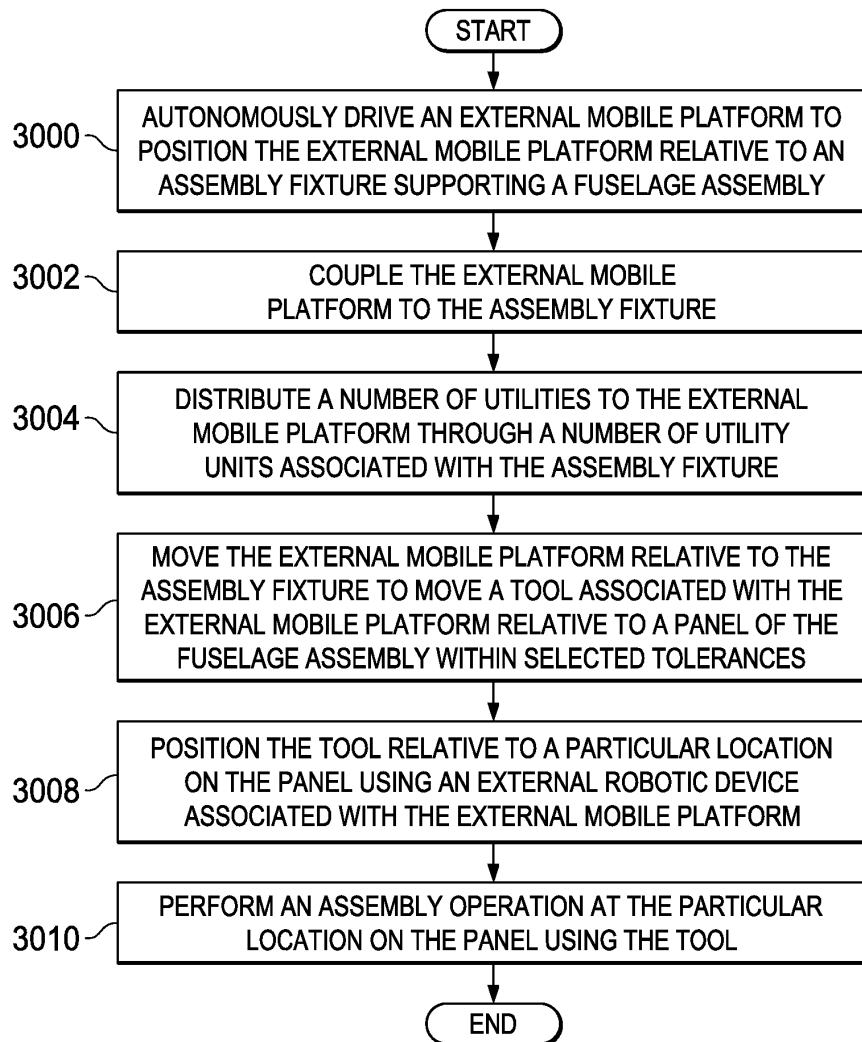 START
3000
AUTONOMOUSLY DRIVE AN EXTERNAL MOBILE PLATFORM TO
POSITION THE EXTERNAL MOBILE PLATFORM RELATIVE TO AN
ASSEMBLY FIXTURE SUPPORTING A FUSELAGE ASSEMBLY
3002
COUPLE THE EXTERNAL MOBILE
PLATFORM TO THE ASSEMBLY FIXTURE
3004
DISTRIBUTE A NUMBER OF UTILITIES TO THE EXTERNAL
MOBILE PLATFORM THROUGH A NUMBER OF UTILITY
UNITS ASSOCIATED WITH THE ASSEMBLY FIXTURE
3006
MOVE THE EXTERNAL MOBILE PLATFORM RELATIVE TO THE
ASSEMBLY FIXTURE TO MOVE A TOOL ASSOCIATED WITH THE
EXTERNAL MOBILE PLATFORM RELATIVE TO A PANEL OF THE
FUSELAGE ASSEMBLY WITHIN SELECTED TOLERANCES
3008
POSITION THE TOOL RELATIVE TO A PARTICULAR LOCATION
ON THE PANEL USING AN EXTERNAL ROBOTIC DEVICE
ASSOCIATED WITH THE EXTERNAL MOBILE PLATFORM
3010
PERFORM AN ASSEMBLY OPERATION AT THE PARTICULAR
LOCATION ON THE PANEL USING THE TOOL
END